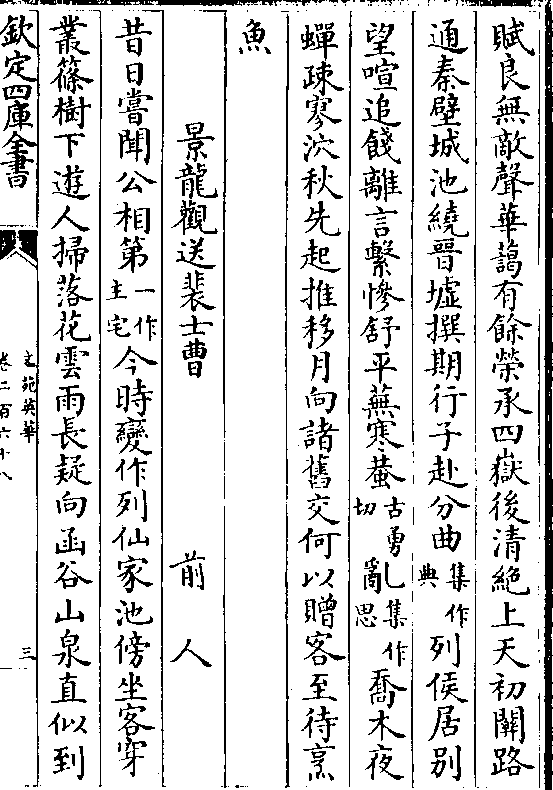 賦良無敵聲華藹有餘榮承四嶽後清絶上天初關路
通秦壁城池繞晉墟撰期行子赴分曲集作典列侯居别
望喧追餞離言繫慘舒平蕪寒蛬古勇切亂集作思喬木夜
蟬疎寥泬秋先起推移月向諸舊交何以贈客至待烹
魚
景龍觀送裴士曹　前人
昔日嘗聞公相第一作主宅今時變作列仙家池傍坐客穿
叢篠樹下遊人掃落花雲雨長疑向函谷山泉直似到
欽定四庫全書
文苑英華
卷二百六十八
三